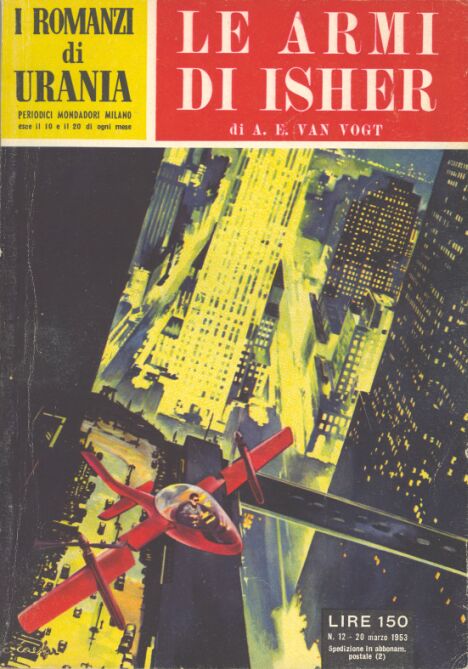 I ROMANZI
di
URANIA
PERIODICI MONDADORI MILANO
esce il 10 e il 20 di ogni mese
LE ARMI
DI ISHER
di A. E. VAN VOGT
LIRE 150
N. 12 - 20 marzo 1953
Spedizione in abbonam.
postale (2)